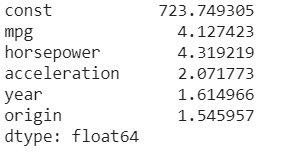 const 723.749305
mpg 4.127423
horsepower 4.319219
acceleration 2.071773
year 1.614966
origin 1.545957
dtype: float64